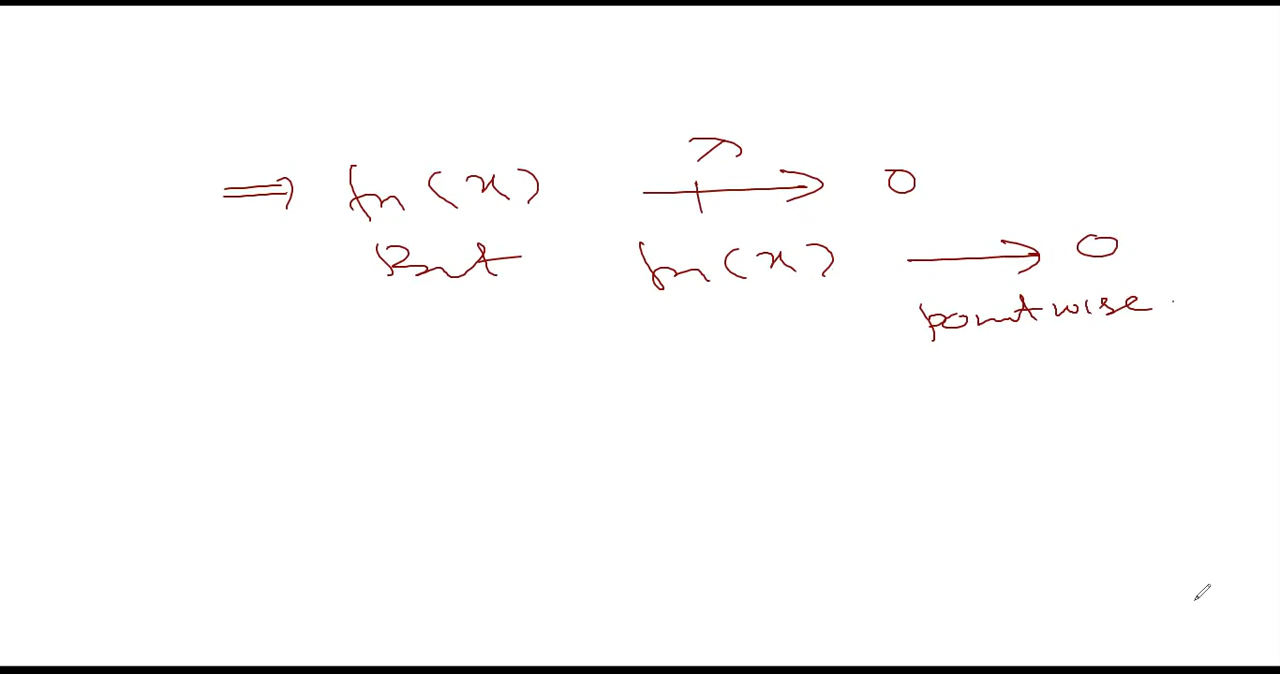 ⇒ fn(x) ↛ 0
But fn(x) → 0
pointwise.